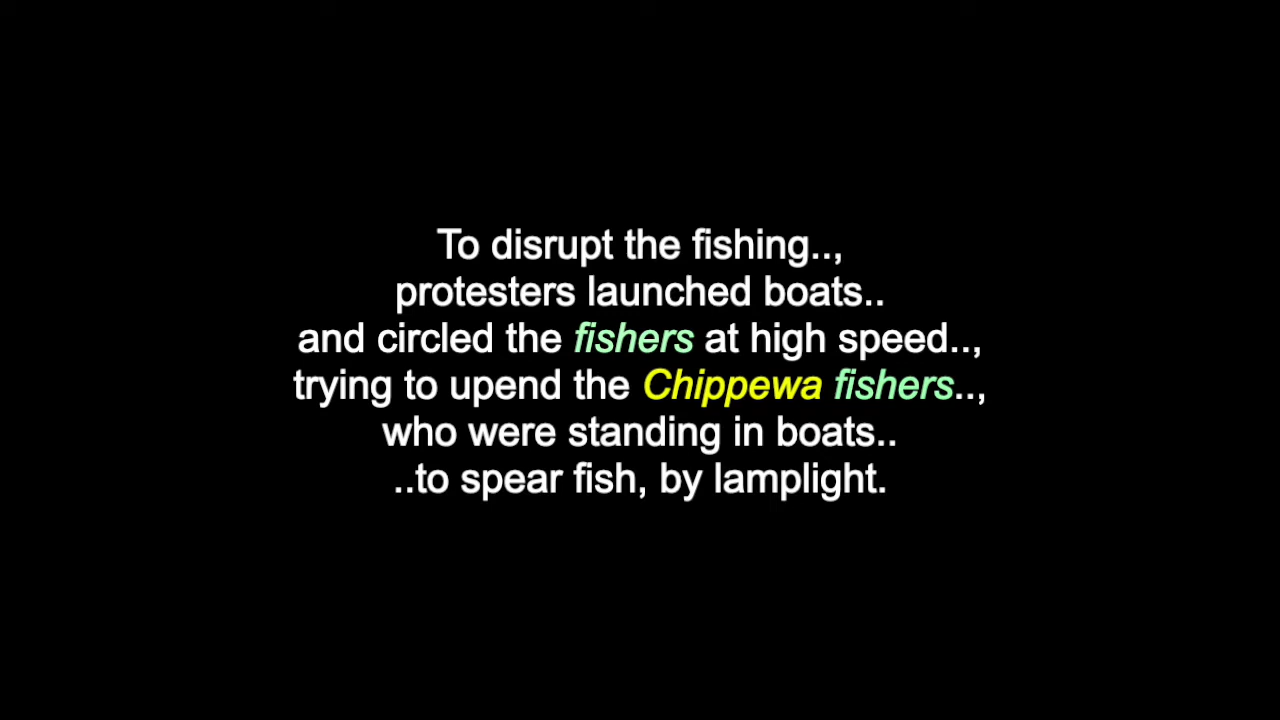 To disrupt the fishing..,
protesters launched boats..
and circled the fishers at high speed..,
trying to upend the Chippewa fishers..,
who were standing in boats..
..to spear fish, by lamplight.